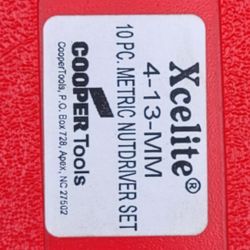 Xcelite®
4-13-MM
10 PC. METRIC NUTDRIVER SET
COOPER Tools
CooperTools, P.O. Box 728, Apex, NC 27502